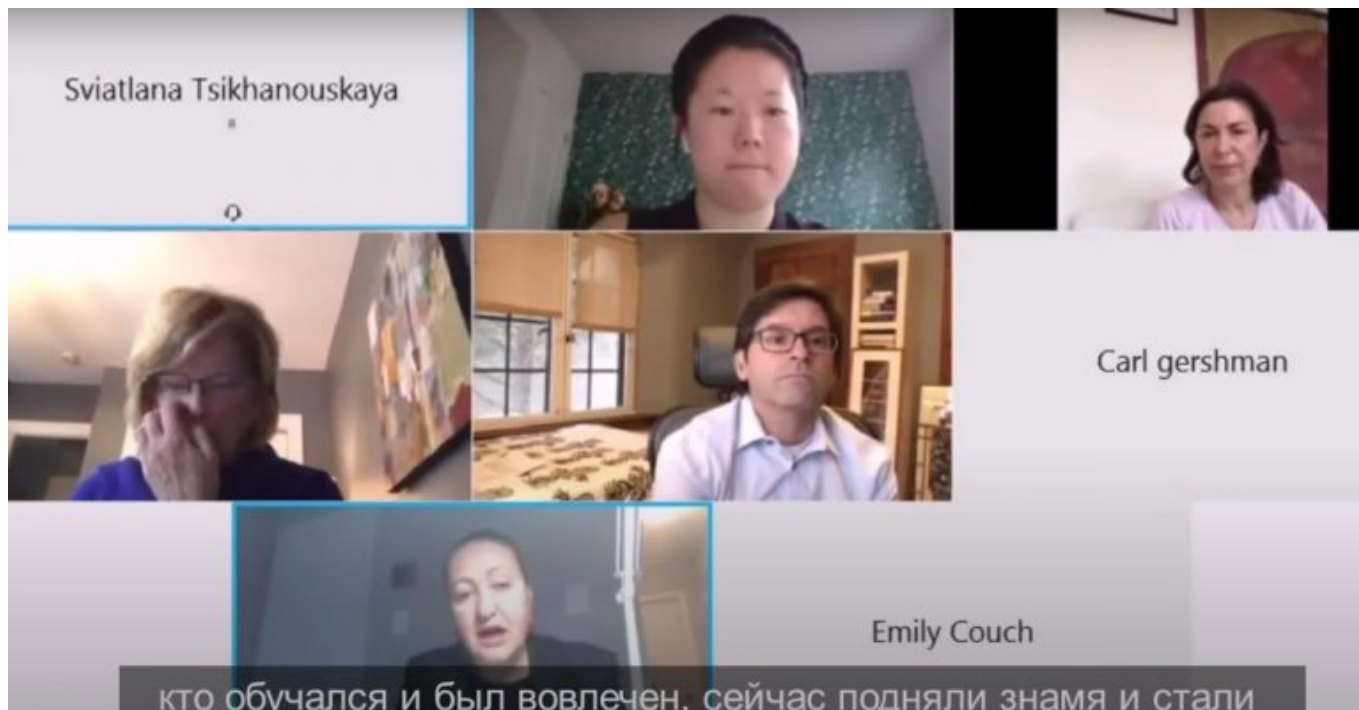 Sviatlana Tsikhanouskaya
Carl gershman
Emily Couch
кто обучался и был вовлечен, сейчас подняли знамя и стали